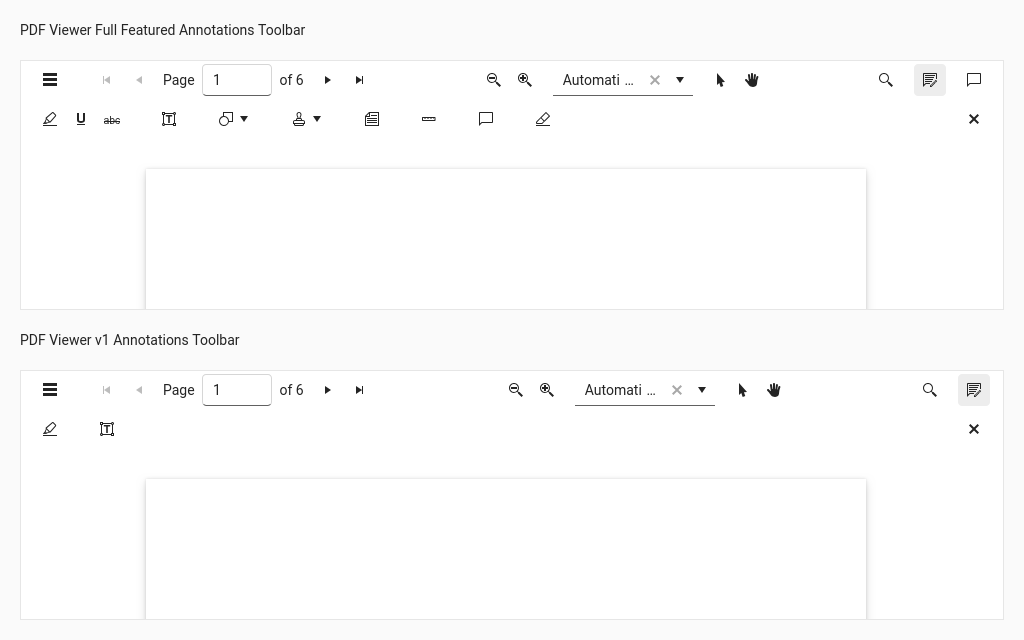 PDF Viewer Full Featured Annotations Toolbar
Page 1 of 6 Automati ...
U abc T
PDF Viewer v1 Annotations Toolbar
Page 1 of 6 Automati ...
T